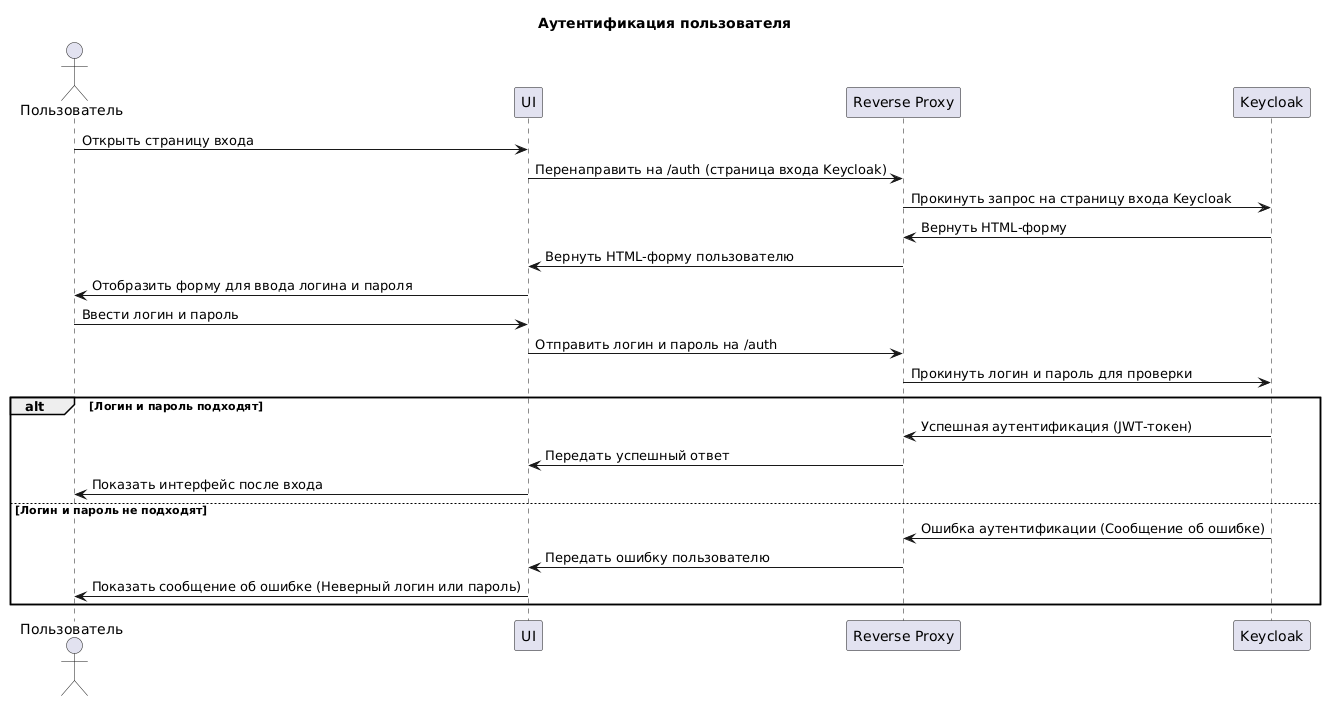 Аутентификация пользователя
Пользователь
UI
Reverse Proxy
Keycloak
Открыть страницу входа
Перенаправить на /auth (страница входа Keycloak)
Прокинуть запрос на страницу входа Keycloak
Вернуть HTML-форму
Вернуть HTML-форму пользователю
Отобразить форму для ввода логина и пароля
Ввести логин и пароль
Отправить логин и пароль на /auth
Прокинуть логин и пароль для проверки
alt
[Логин и пароль подходят]
Успешная аутентификация (JWT-токен)
Передать успешный ответ
Показать интерфейс после входа
[Логин и пароль не подходят]
Ошибка аутентификации (Сообщение об ошибке)
Передать ошибку пользователю
Показать сообщение об ошибке (Неверный логин или пароль)
Пользователь
UI
Reverse Proxy
Keycloak